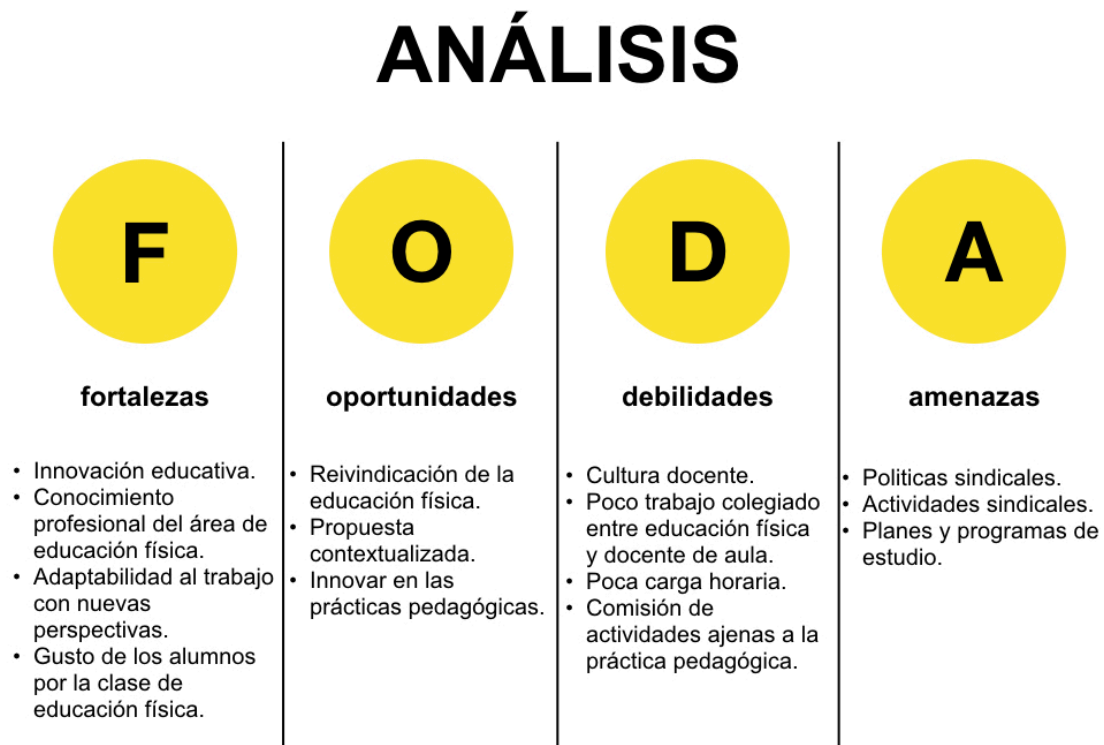 ANÁLISIS
F
fortalezas
• Innovación educativa.
• Conocimiento
profesional del área de
educación física.
• Adaptabilidad al trabajo
con nuevas
perspectivas.
• Gusto de los alumnos
por la clase de
educación física.
O
oportunidades
• Reivindicación de la
educación física.
• Propuesta
contextualizada.
• Innovar en las
prácticas pedagógicas.
D
debilidades
• Cultura docente.
• Poco trabajo colegiado
entre educación física
y docente de aula.
• Poca carga horaria.
• Comisión de
actividades ajenas a la
práctica pedagógica.
A
amenazas
• Politicas sindicales.
• Actividades sindicales.
• Planes y programas de
estudio.